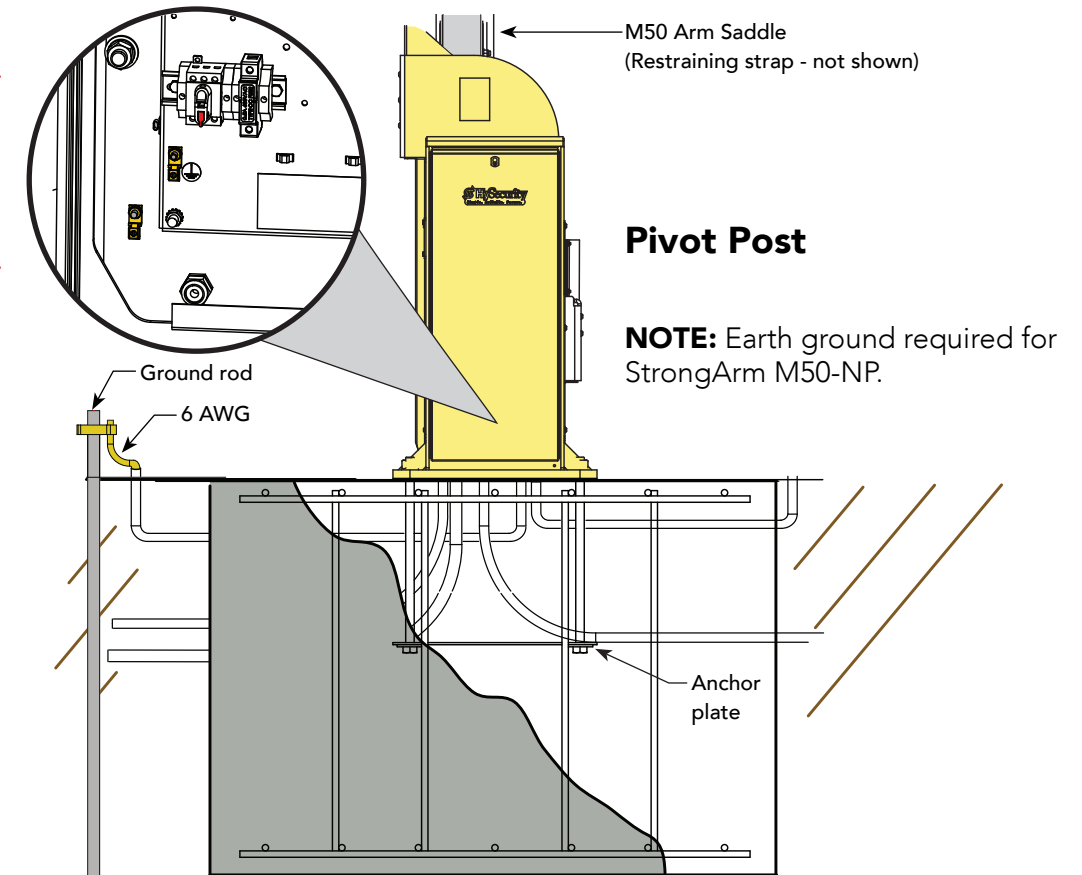 M50 Arm Saddle
(Restraining strap - not shown)
HySecurity
Pivot Post
NOTE: Earth ground required for
StrongArm M50-NP.
Ground rod
6 AWG
Anchor
plate